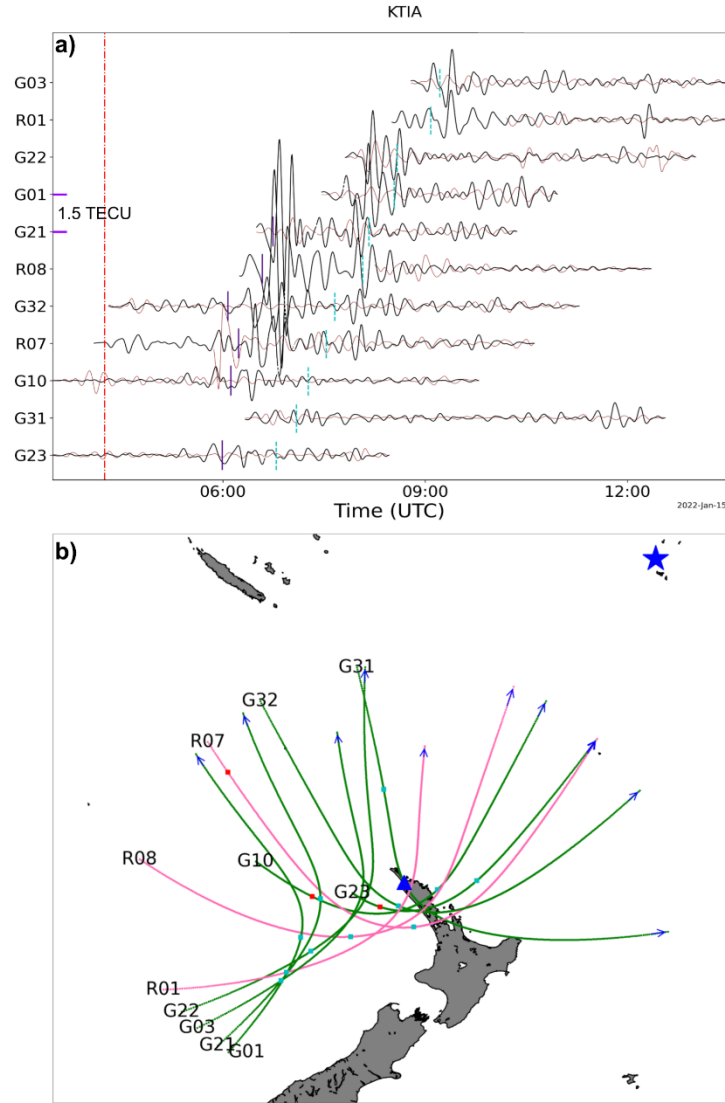 KTIA
a)
G03
R01
G22
G01
1.5 TECU
G21
R08
G32
R07
G10
G31
G23
06:00 09:00 12:00
Time (UTC)
2022-Jan-15
b)
G31
G32
R07
R08
G10
G23
R01
G22
G03
G21
G01